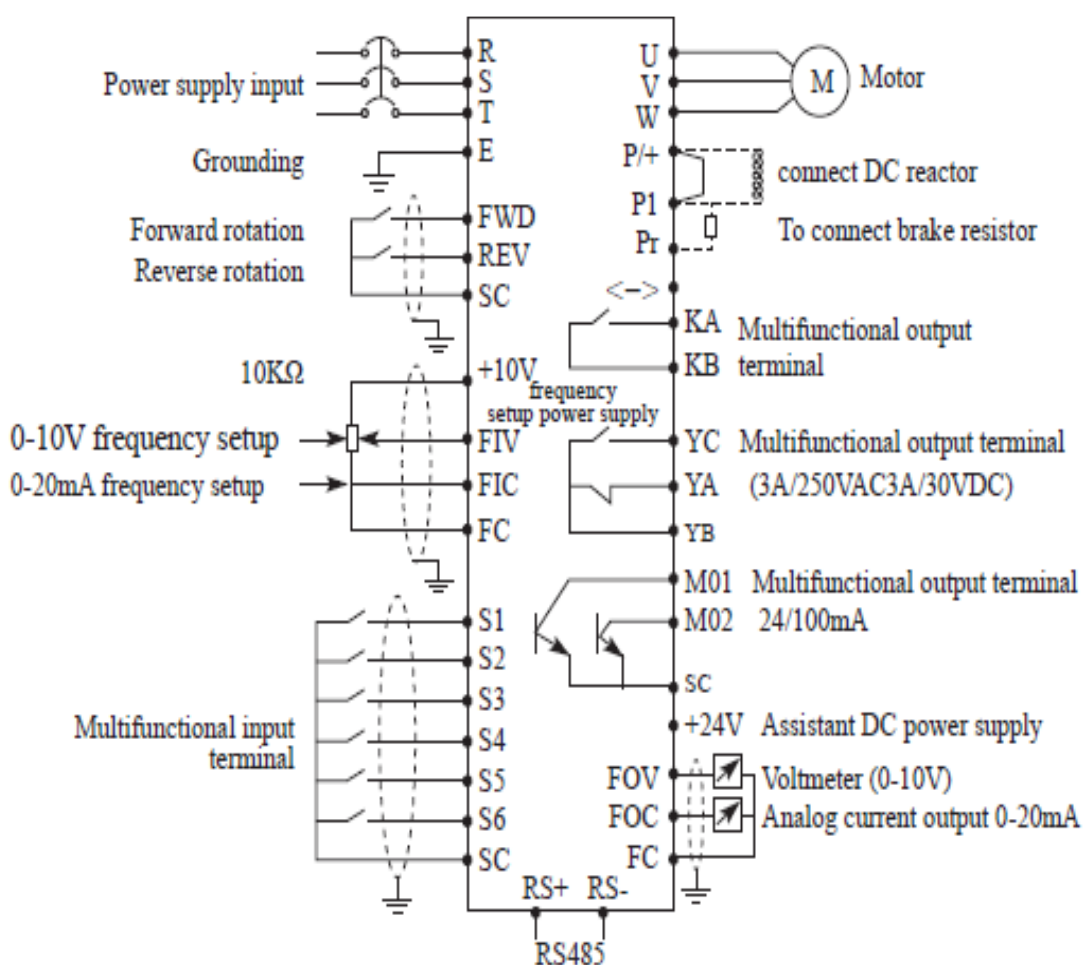 R
S
T
Power supply input
E
Grounding
FWD
Forward rotation
REV
Reverse rotation
SC
10KΩ
+10V
frequency
setup power supply
0-10V frequency setup
FIV
0-20mA frequency setup
FIC
FC
S1
S2
S3
Multifunctional input
terminal
S4
S5
S6
SC
RS+ RS-
RS485
U
V
W
M
Motor
P/+
connect DC reactor
P1
To connect brake resistor
Pr
<->
KA Multifunctional output
KB terminal
YC Multifunctional output terminal
YA (3A/250VAC3A/30VDC)
YB
M01 Multifunctional output terminal
M02 24/100mA
SC
+24V Assistant DC power supply
FOV Voltmeter (0-10V)
FOC Analog current output 0-20mA
FC